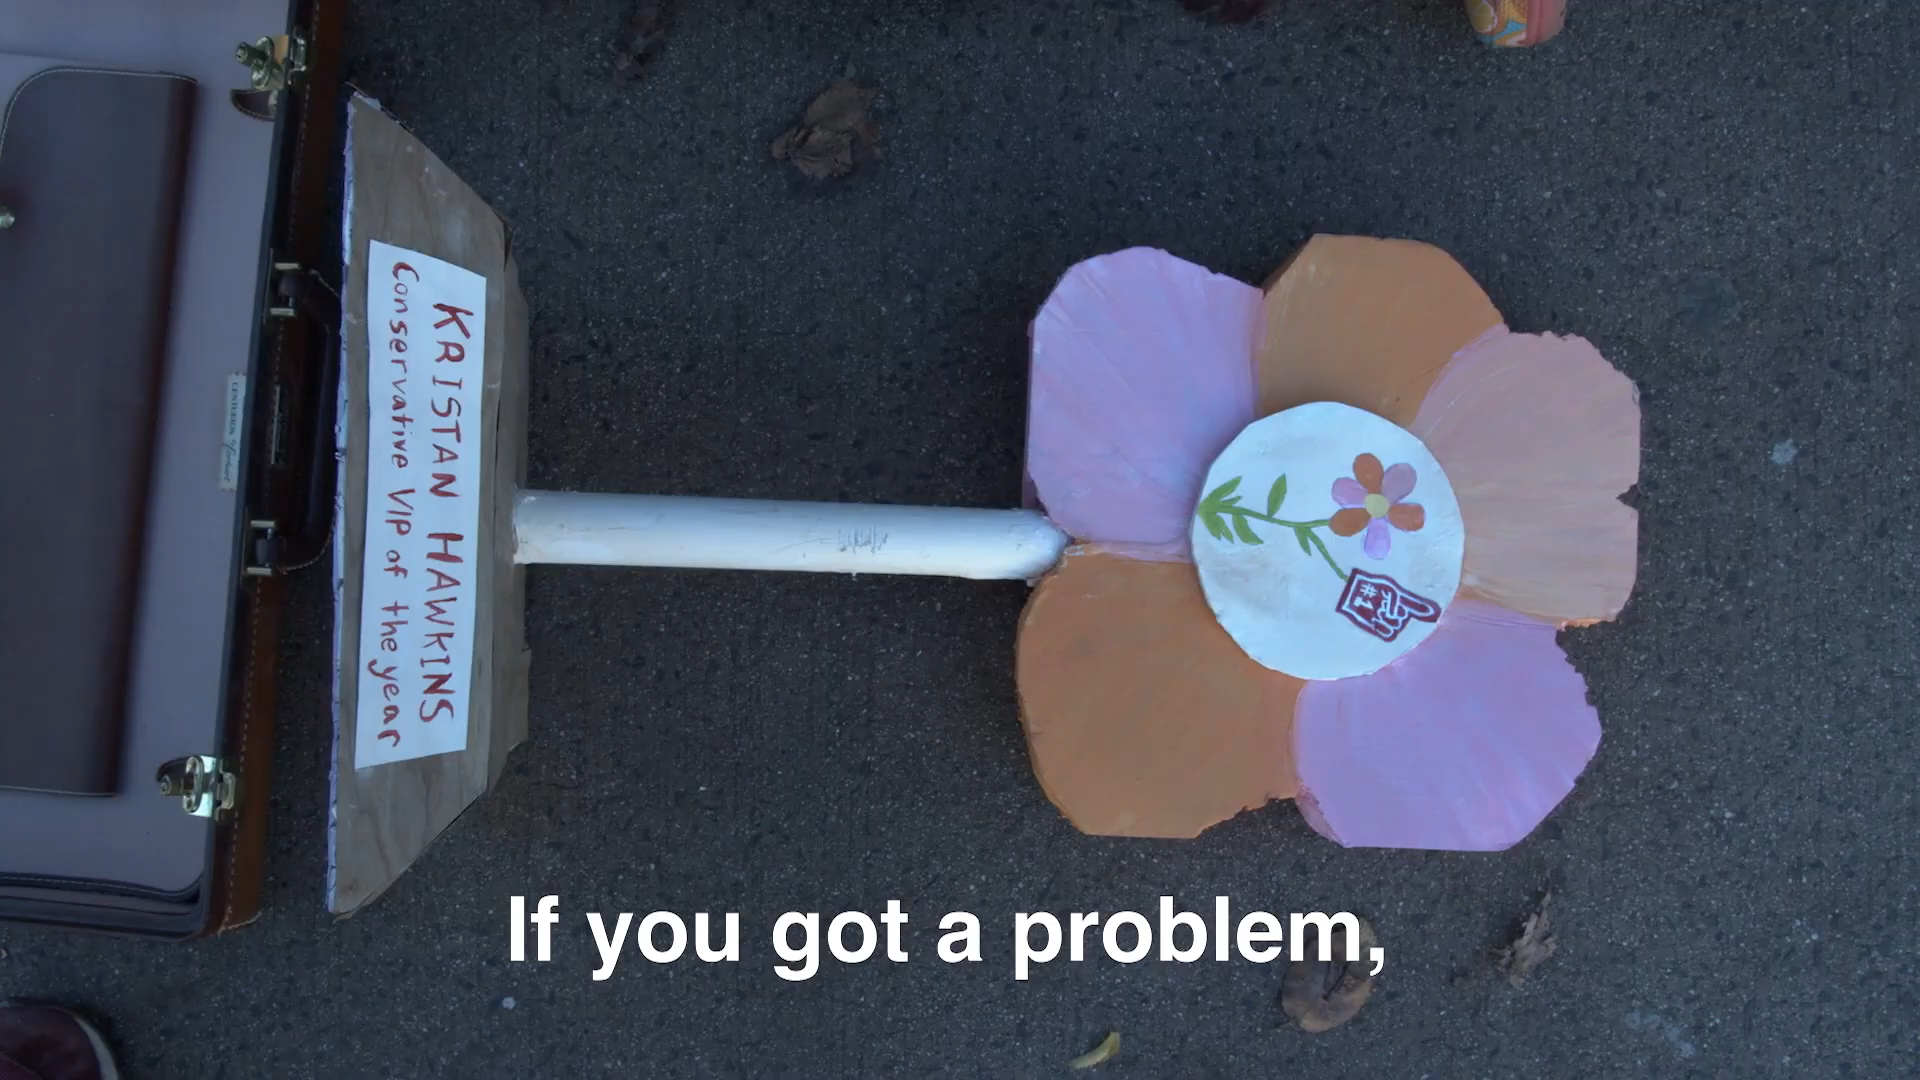 KRISTAN HAWKINS
Conservative VIP of the year
#1
If you got a problem,